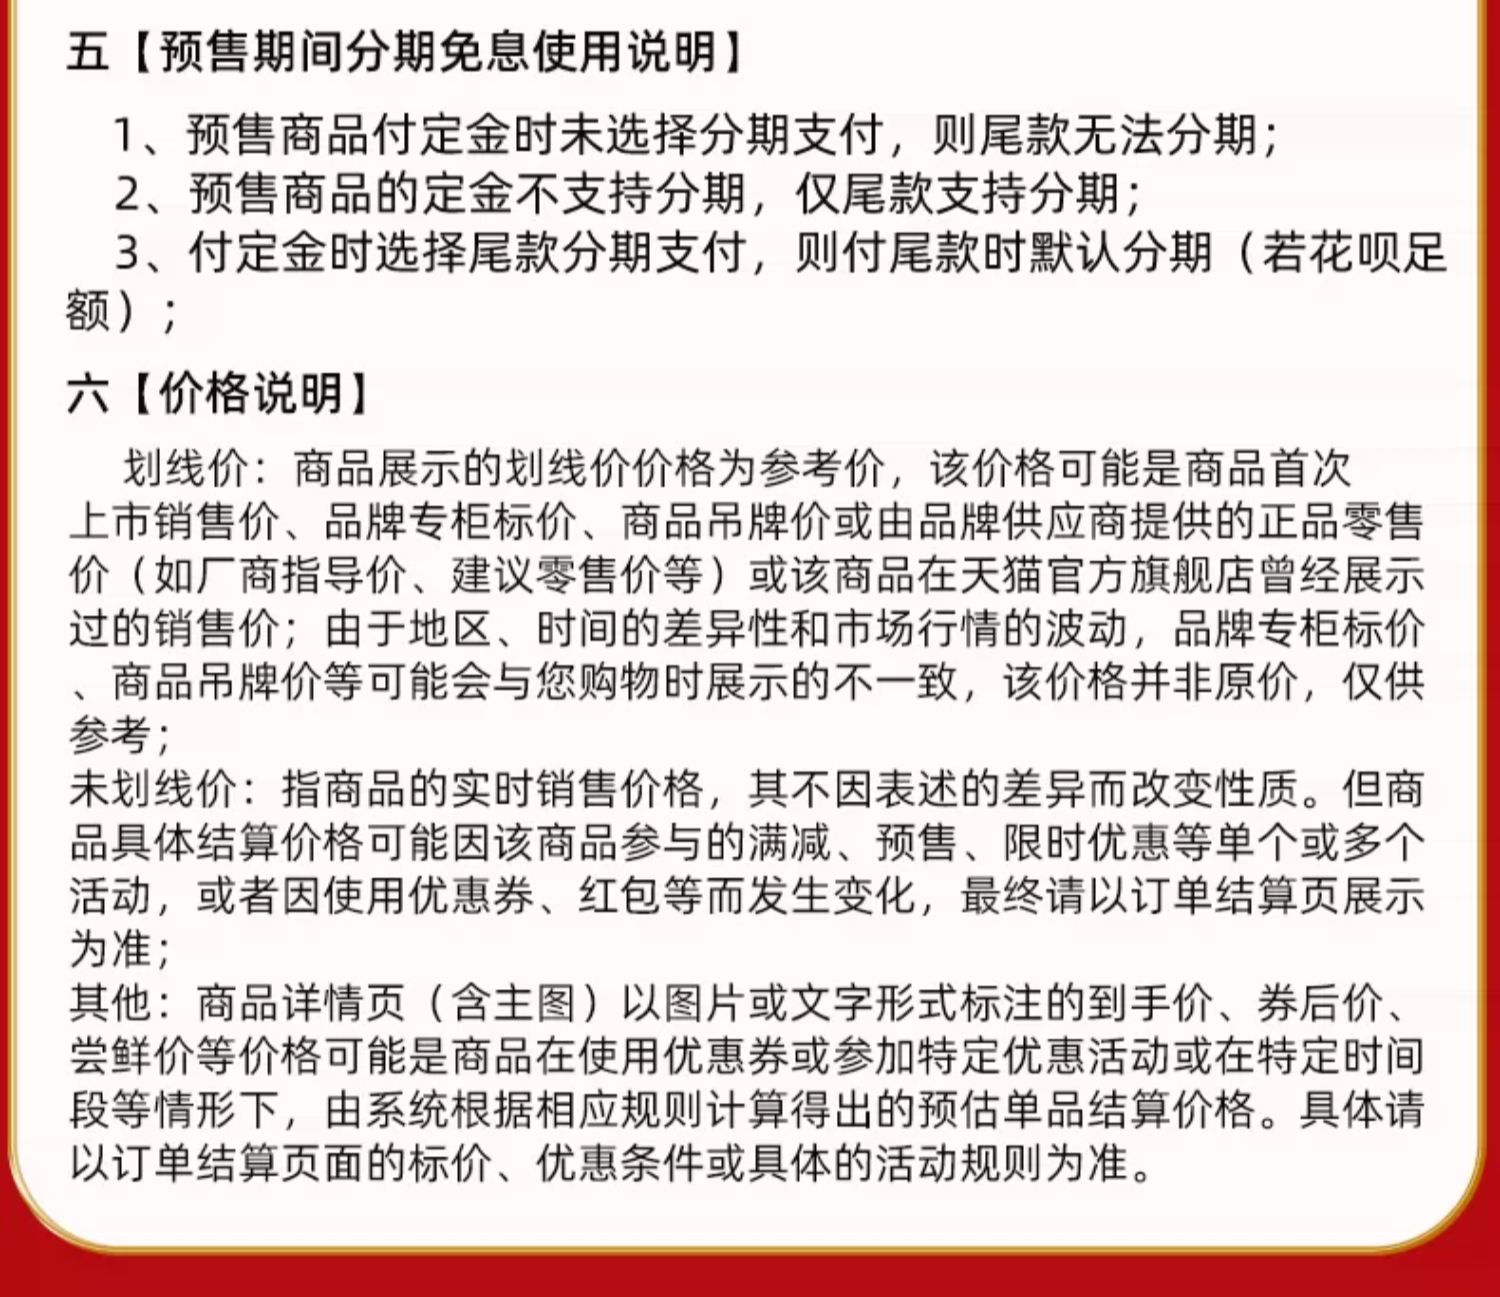 五【预售期间分期免息使用说明】
1、预售商品付定金时未选择分期支付，则尾款无法分期；
2、预售商品的定金不支持分期，仅尾款支持分期；
3、付定金时选择尾款分期支付，则付尾款时默认分期（若花呗足
额）；
六【价格说明】
划线价：商品展示的划线价价格为参考价，该价格可能是商品首次
上市销售价、品牌专柜标价、商品吊牌价或由品牌供应商提供的正品零售
价（如厂商指导价、建议零售价等）或该商品在天猫官方旗舰店曾经展示
过的销售价；由于地区、时间的差异性和市场行情的波动，品牌专柜标价
、商品吊牌价等可能会与您购物时展示的不一致，该价格并非原价，仅供
参考；
未划线价：指商品的实时销售价格，其不因表述的差异而改变性质。但商
品具体结算价格可能因该商品参与的满减、预售、限时优惠等单个或多个
活动，或者因使用优惠券、红包等而发生变化，最终请以订单结算页展示
为准；
其他：商品详情页（含主图）以图片或文字形式标注的到手价、券后价、
尝鲜价等价格可能是商品在使用优惠券或参加特定优惠活动或在特定时间
段等情形下，由系统根据相应规则计算得出的预估单品结算价格。具体请
以订单结算页面的标价、优惠条件或具体的活动规则为准。